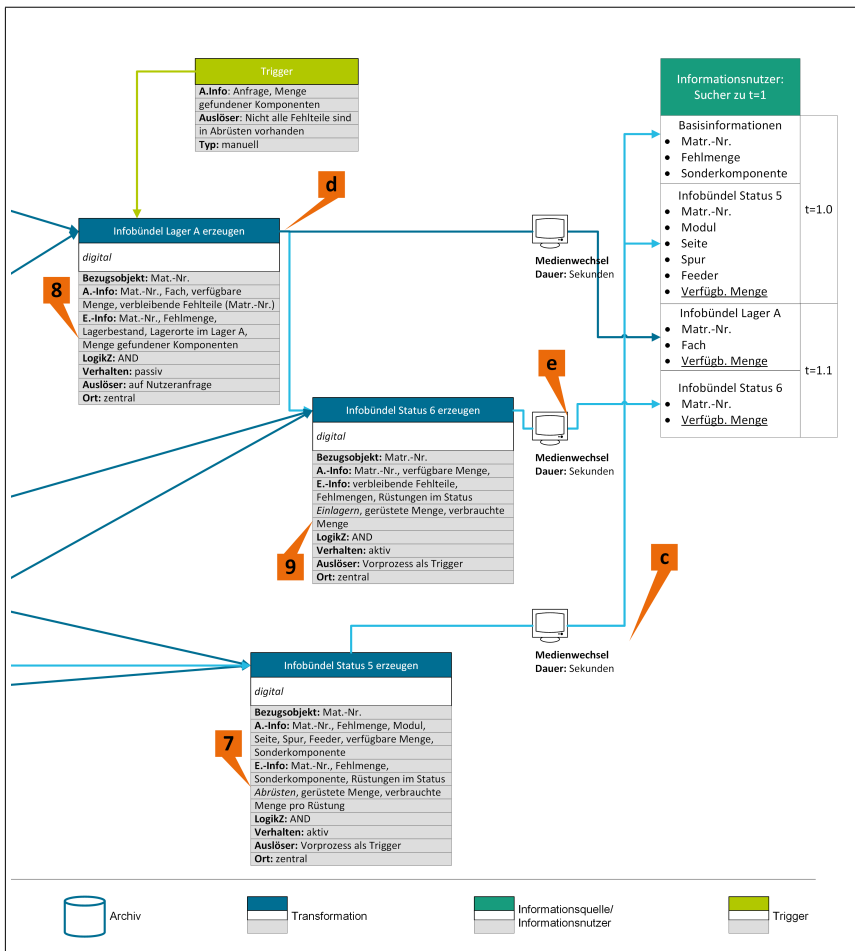 Trigger
A.Info: Anfrage, Menge
gefundener Komponenten
Auslöser: Nicht alle Fehlteile sind
in Abrüsten vorhanden
Typ: manuell
Informationsnutzer:
Sucher zu t=1
Basisinformationen
• Matr.-Nr.
• Fehlmenge
• Sonderkomponente
Infobündel Status 5
• Matr.-Nr.
• Modul
• Seite
• Spur
• Feeder
• Verfügb. Menge
t=1.0
Infobündel Lager A
• Matr.-Nr.
• Fach
• Verfügb. Menge
Infobündel Status 6
• Matr.-Nr.
• Verfügb. Menge
t=1.1
d
Infobündel Lager A erzeugen
digital
Bezugsobjekt: Mat.-Nr.
A.-Info: Mat.-Nr., Fach, verfügbare
Menge, verbleibende Fehlteile (Matr.-Nr.)
E.-Info: Mat.-Nr., Fehlmenge,
Lagerbestand, Lagerorte im Lager A,
Menge gefundener Komponenten
LogikZ: AND
Verhalten: passiv
Auslöser: auf Nutzeranfrage
Ort: zentral
8
Medienwechsel
Dauer: Sekunden
e
Infobündel Status 6 erzeugen
digital
Bezugsobjekt: Matr.-Nr.
A.-Info: Matr.-Nr., verfügbare Menge,
E.-Info: verbleibende Fehlteile,
Fehlmengen, Rüstungen im Status
Einlagern, gerüstete Menge, verbrauchte
Menge
LogikZ: AND
Verhalten: aktiv
Auslöser: Vorprozess als Trigger
Ort: zentral
9
Medienwechsel
Dauer: Sekunden
c
Medienwechsel
Dauer: Sekunden
Infobündel Status 5 erzeugen
digital
Bezugsobjekt: Mat.-Nr.
A.-Info: Mat.-Nr., Fehlmenge, Modul,
Seite, Spur, Feeder, verfügbare Menge,
Sonderkomponente
E.-Info: Mat.-Nr., Fehlmenge,
Sonderkomponente, Rüstungen im Status
Abrüsten, gerüstete Menge, verbrauchte
Menge pro Rüstung
LogikZ: AND
Verhalten: aktiv
Auslöser: Vorprozess als Trigger
Ort: zentral
7
Archiv
Transformation
Informationsquelle/
Informationsnutzer
Trigger